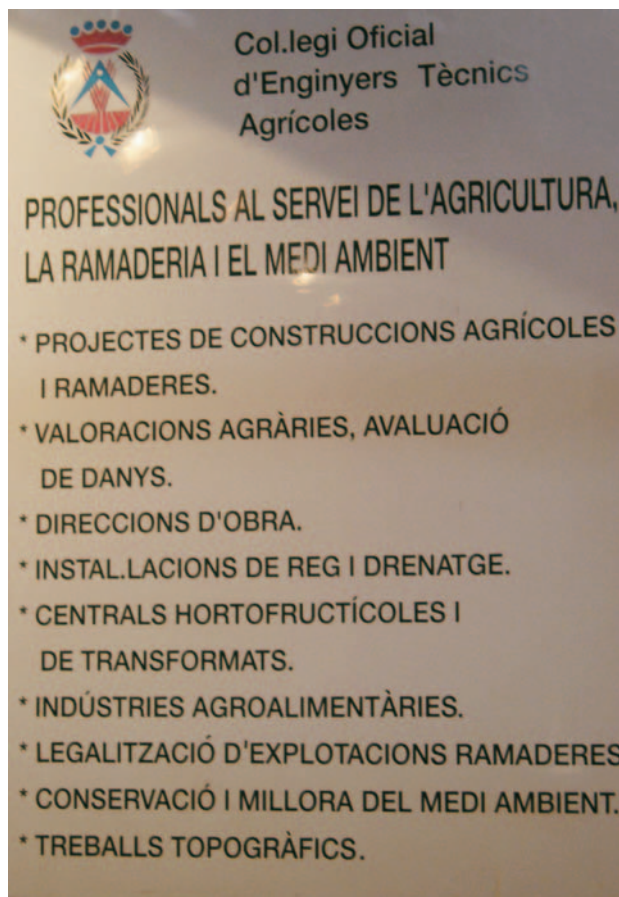 Col.legi Oficial
d'Enginyers Tècnics
Agrícoles
PROFESSIONALS AL SERVEI DE L'AGRICULTURA,
LA RAMADERIA I EL MEDI AMBIENT
* PROJECTES DE CONSTRUCCIONS AGRÍCOLES
I RAMADERES.
* VALORACIONS AGRÀRIES, AVALUACIÓ
DE DANYS.
* DIRECCIONS D'OBRA.
* INSTAL.LACIONS DE REG I DRENATGE.
* CENTRALS HORTOFRUCTÍCOLES I
DE TRANSFORMATS.
* INDÚSTRIES AGROALIMENTÀRIES.
* LEGALITZACIÓ D'EXPLOTACIONS RAMADERES
* CONSERVACIÓ I MILLORA DEL MEDI AMBIENT.
* TREBALLS TOPOGRÀFICS.